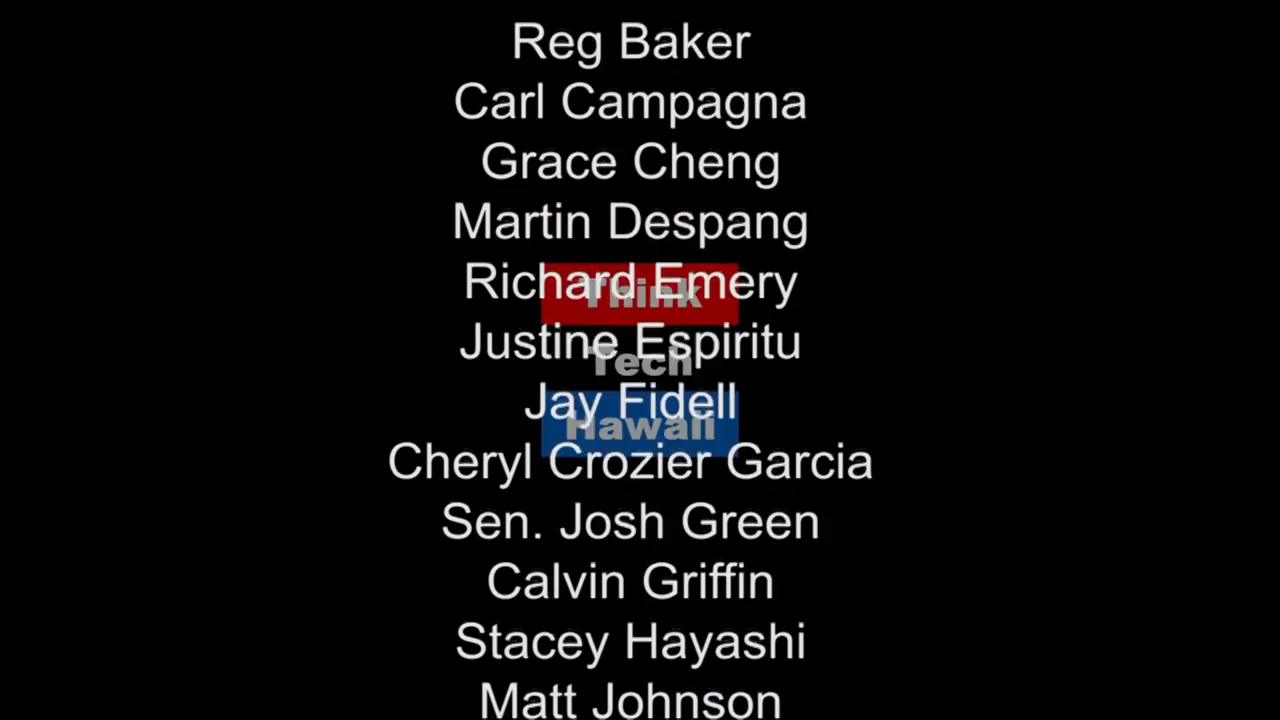 Reg Baker
Carl Campagna
Grace Cheng
Martin Despang
Richard Emery
Think
Justine Espiritu
Tech
Jay Fidell
Hawaii
Cheryl Crozier Garcia
Sen. Josh Green
Calvin Griffin
Stacey Hayashi
Matt Johnson